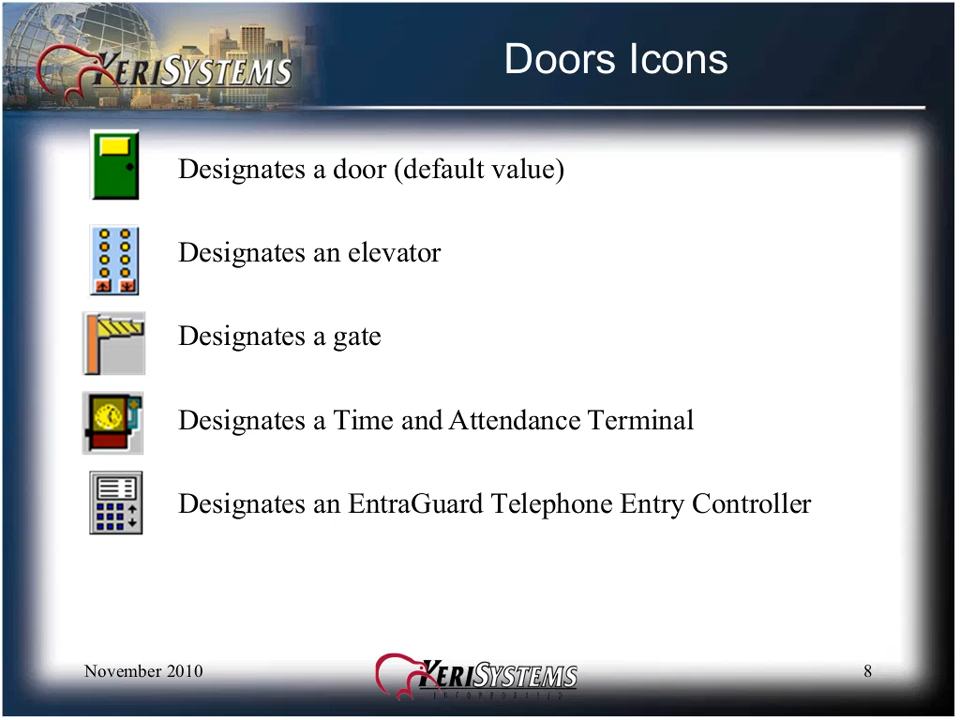 KERISYSTEMS
Doors Icons
Designates a door (default value)
Designates an elevator
Designates a gate
Designates a Time and Attendance Terminal
Designates an EntraGuard Telephone Entry Controller
November 2010
KERISYSTEMS
INCORPORATED
8